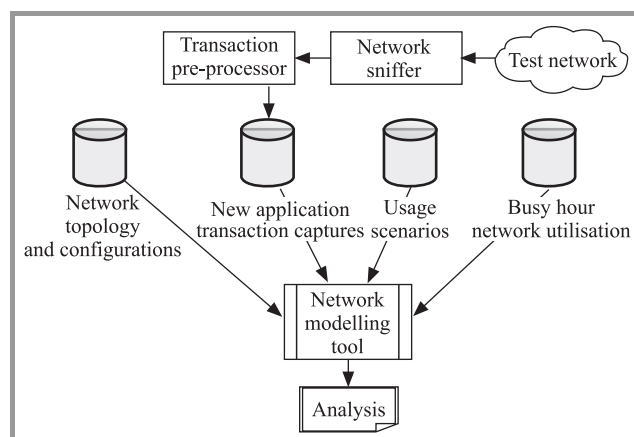 Transaction
pre-processor
Network
sniffer
Test network
Network
topology
and configurations
New application
transaction captures
Usage
scenarios
Busy hour
network utilisation
Network
modelling
tool
Analysis